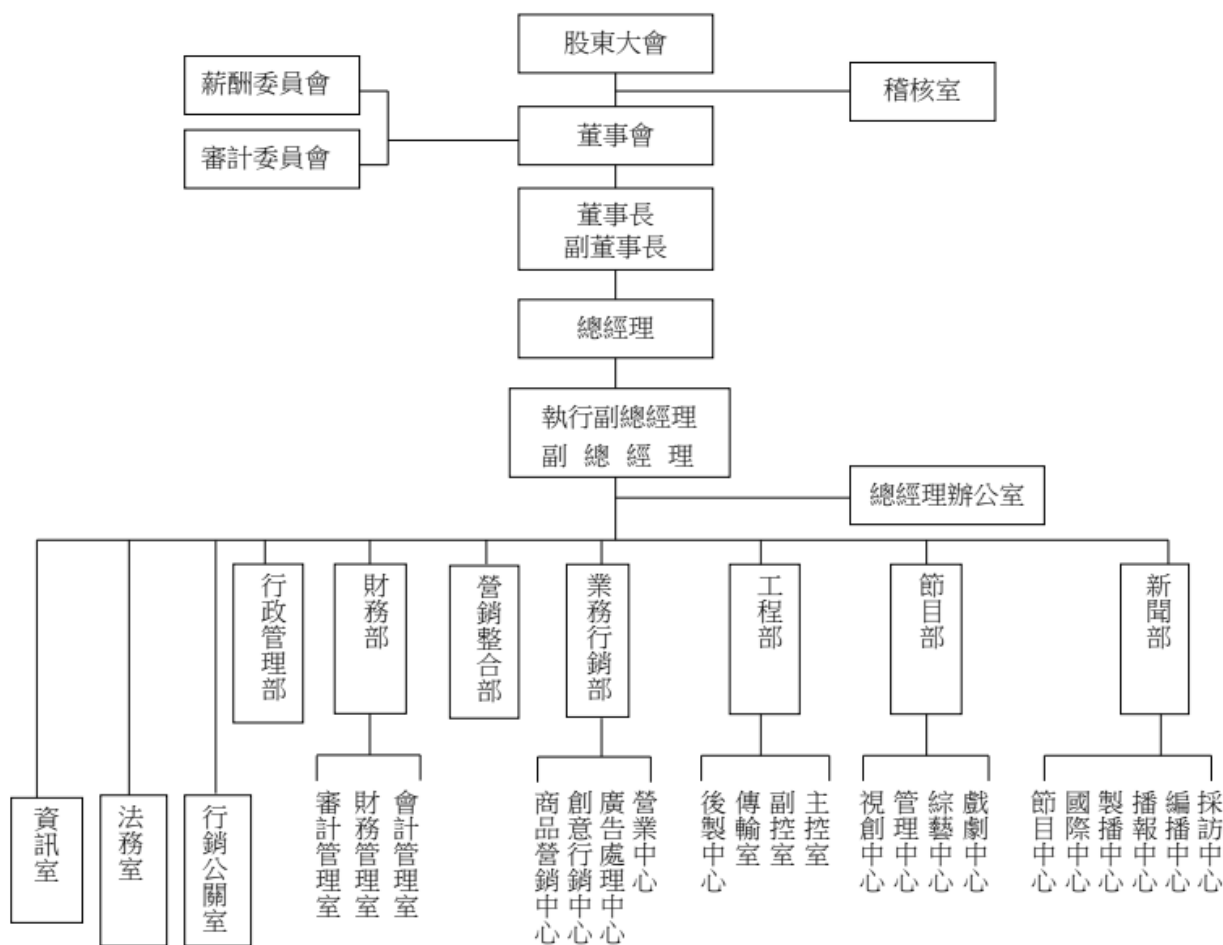 股東大會
薪酬委員會
稽核室
董事會
審計委員會
董事長
副董事長
總經理
執行副總經理
副總經理
總經理辦公室
行政管理部
財務部
營銷整合部
業務行銷部
工程部
節目部
新聞部
資訊室
法務室
行銷公關室
審計管理室
財務管理室
會計管理室
商品營銷中心
創意行銷中心
廣告處理中心
營業中心
後製中心
傳輸室
副控室
主控室
視創中心
管理中心
綜藝中心
戲劇中心
節目中心
國際中心
製播中心
播報中心
編播中心
採訪中心